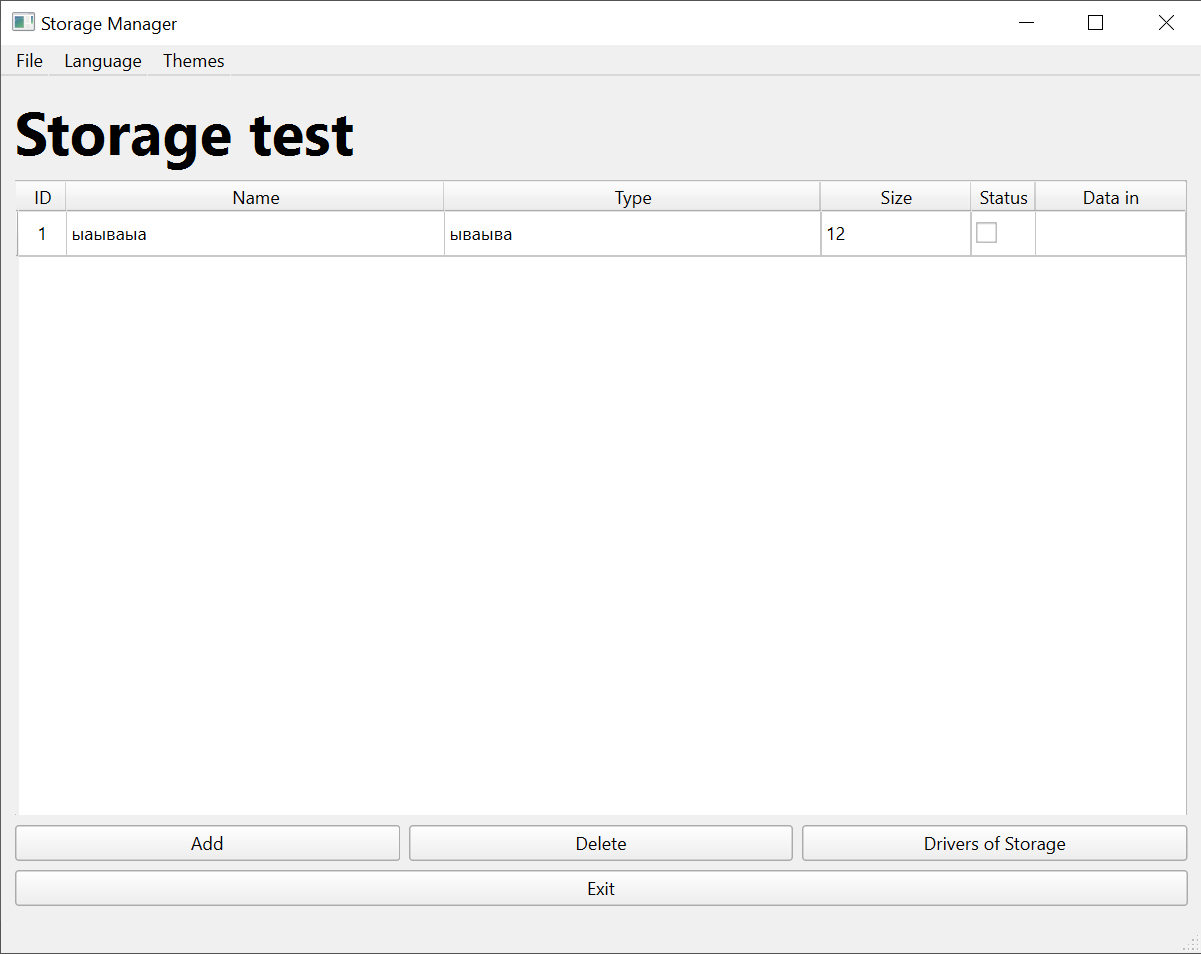 Storage Manager
File Language Themes
Storage test
ID Name Type Size Status Data in
1 ыаываыа ываыва 12
Add Delete Drivers of Storage
Exit